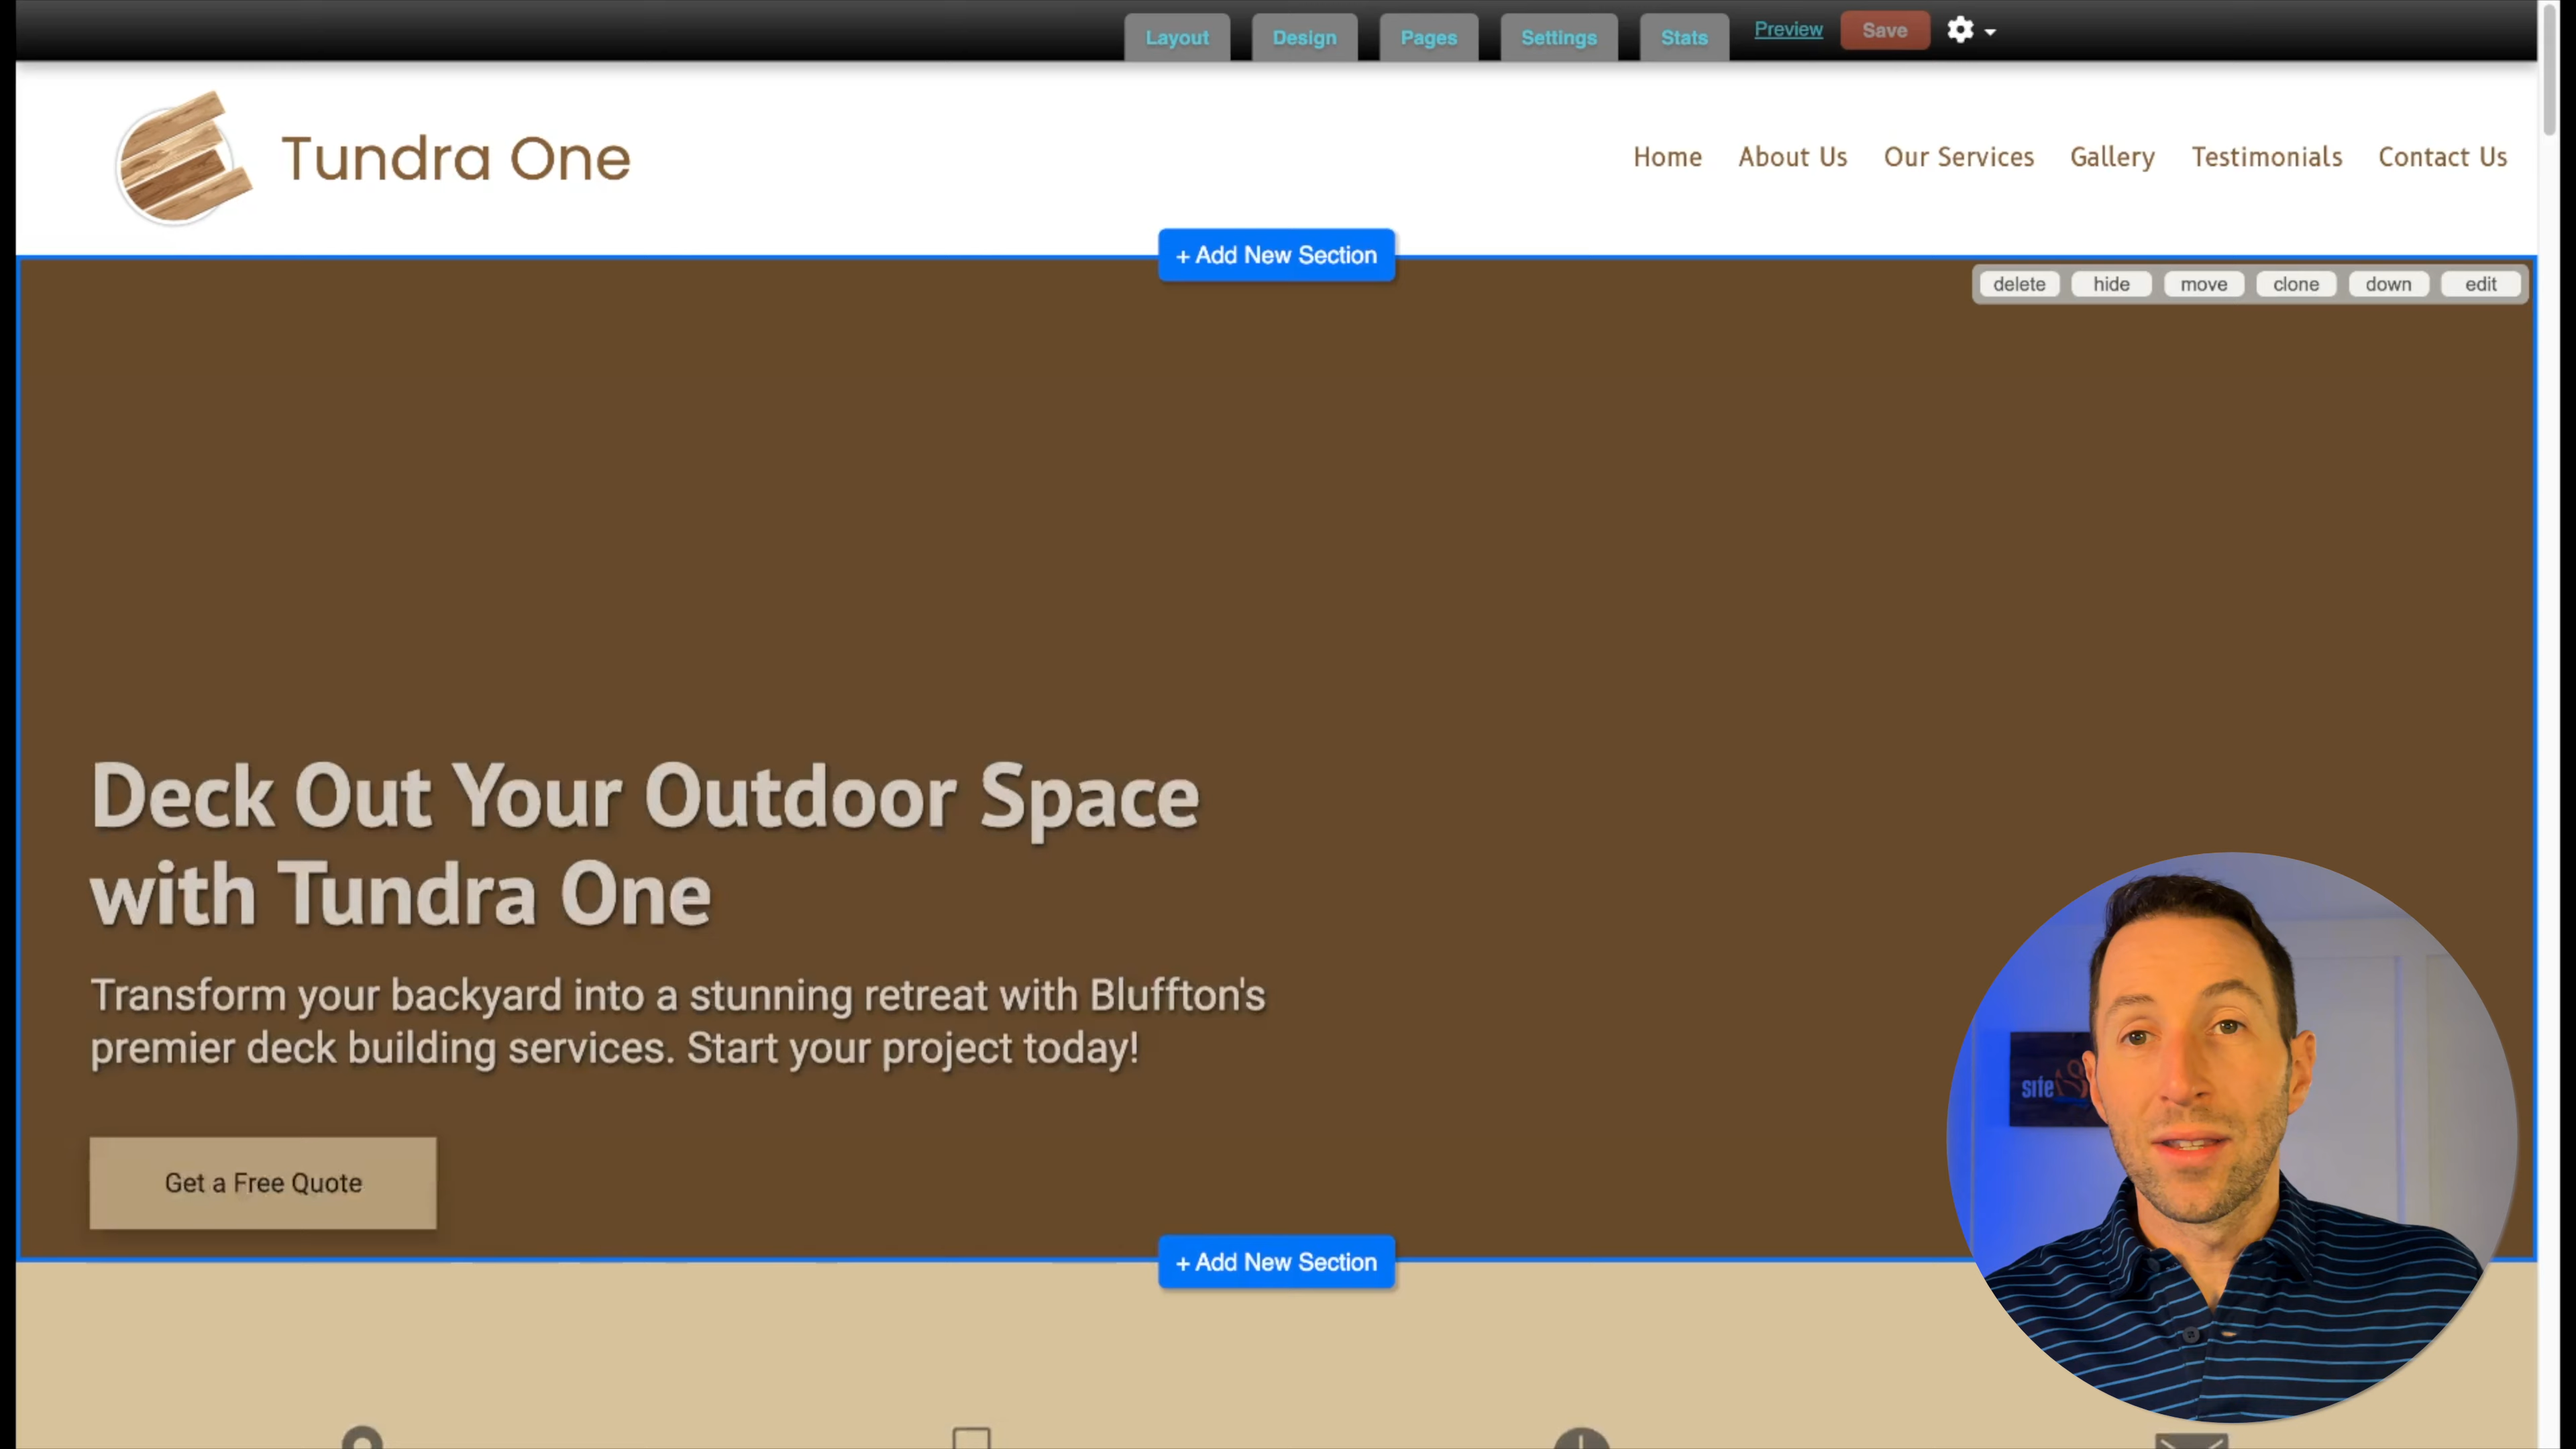 Layout Design Pages Settings Stats Preview Save
Tundra One
Home About Us Our Services Gallery Testimonials Contact Us
+ Add New Section
delete hide move clone down edit
Deck Out Your Outdoor Space
with Tundra One
Transform your backyard into a stunning retreat with Bluffton's
premier deck building services. Start your project today!
Get a Free Quote
+ Add New Section
site